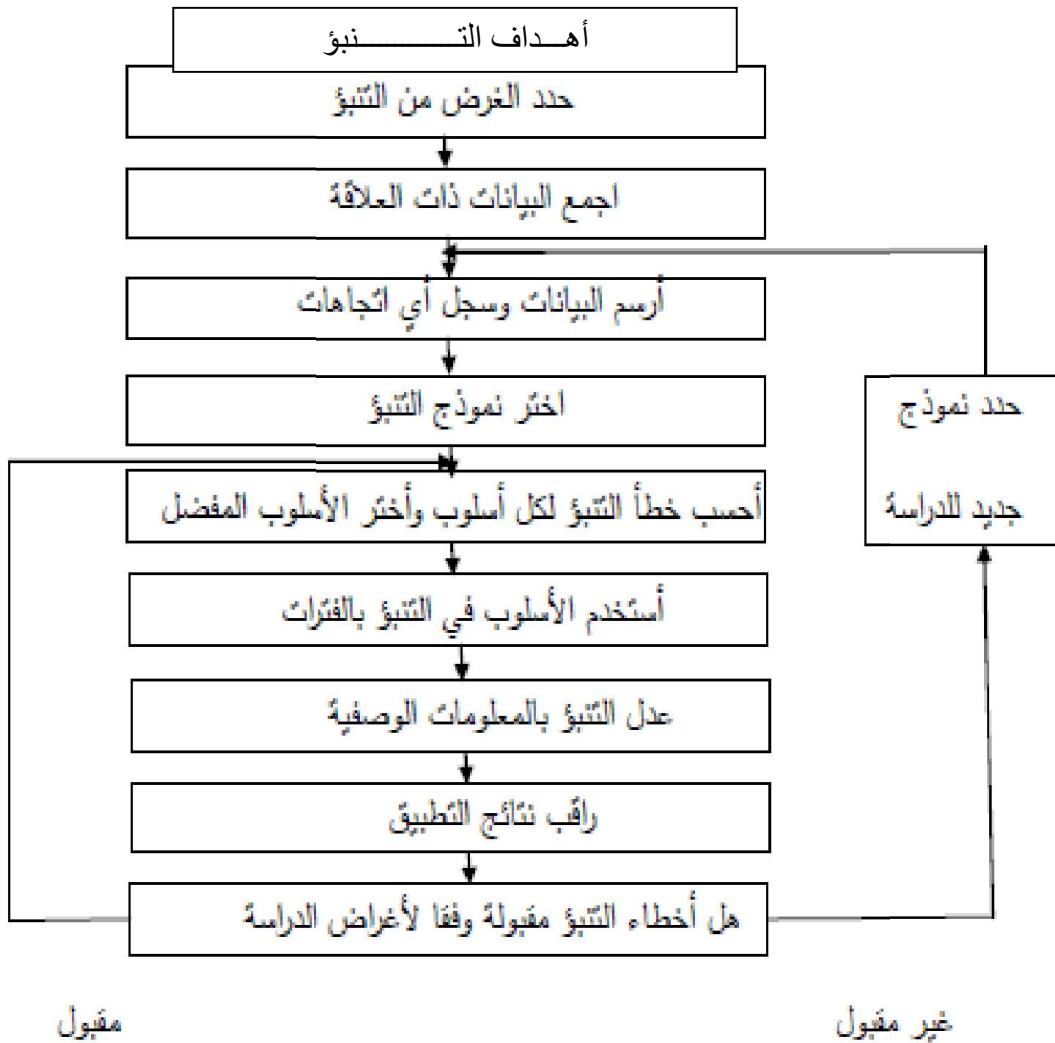 أهـــداف التـــــــــــنبؤ
حدد الغرض من التنبؤ
اجمع البيانات ذات العلاقة
أرسم البيانات وسجل أي اتجاهات
اختر نموذج التنبؤ
حدد نموذج
جديد للدراسة
أحسب خطأ التنبؤ لكل أسلوب وأختر الأسلوب المفضل
أستخدم الأسلوب في التنبؤ بالفترات
عدل التنبؤ بالمعلومات الوصفية
راقب نتائج التطبيق
هل أخطاء التنبؤ مقبولة وفقا لأغراض الدراسة
غير مقبول
مقبول